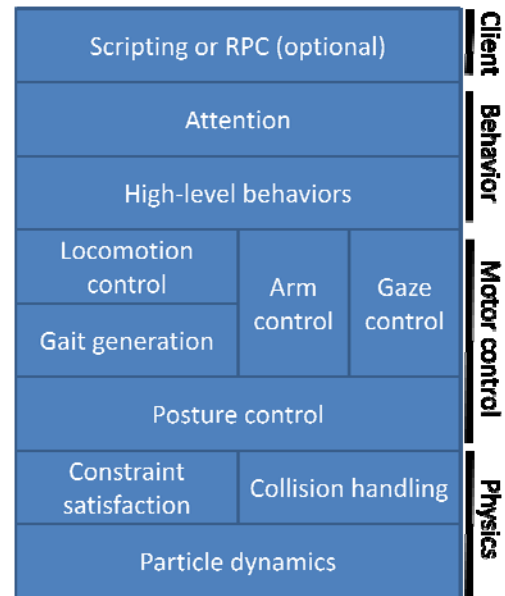 Scripting or RPC (optional)
Client
Attention
Behavior
High-level behaviors
Locomotion
control
Arm
control
Gaze
control
Gait generation
Motor control
Posture control
Constraint
satisfaction
Collision handling
Physics
Particle dynamics